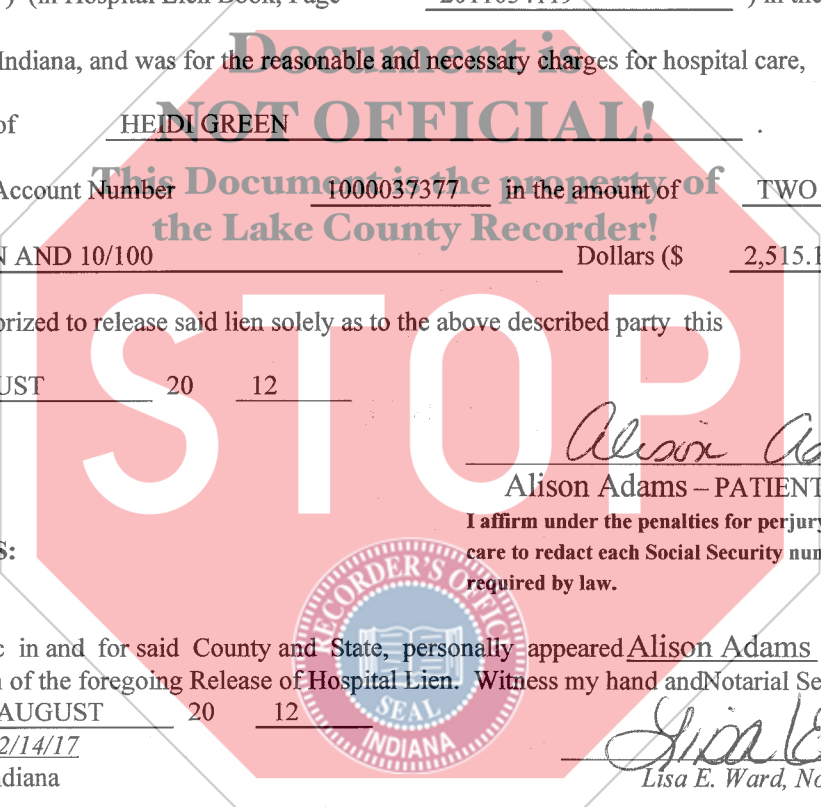 (in Hospital Lien Book, Page 2011054119 ) in the
Indiana, and was for the reasonable and necessary charges for hospital care,
Document is
of HEIDI GREEN .
NOT OFFICIAL!
Account Number 1000037377 in the amount of TWO
This Document is the property of
the Lake County Recorder!
N AND 10/100 Dollars ($ 2,515.1
orized to release said lien solely as to the above described party this
STOP
UST 20 12
Alison Ad
Alison Adams – PATIENT
I affirm under the penalties for perjury
S: care to redact each Social Security num
required by law.
RECORDER'S OFFICE
c in and for said County and State, personally appeared Alison Adams
n of the foregoing Release of Hospital Lien. Witness my hand andNotarial Se
AUGUST 20 12
SEAL
INDIANA
2/14/17
Lisa E
ndiana Lisa E. Ward, No